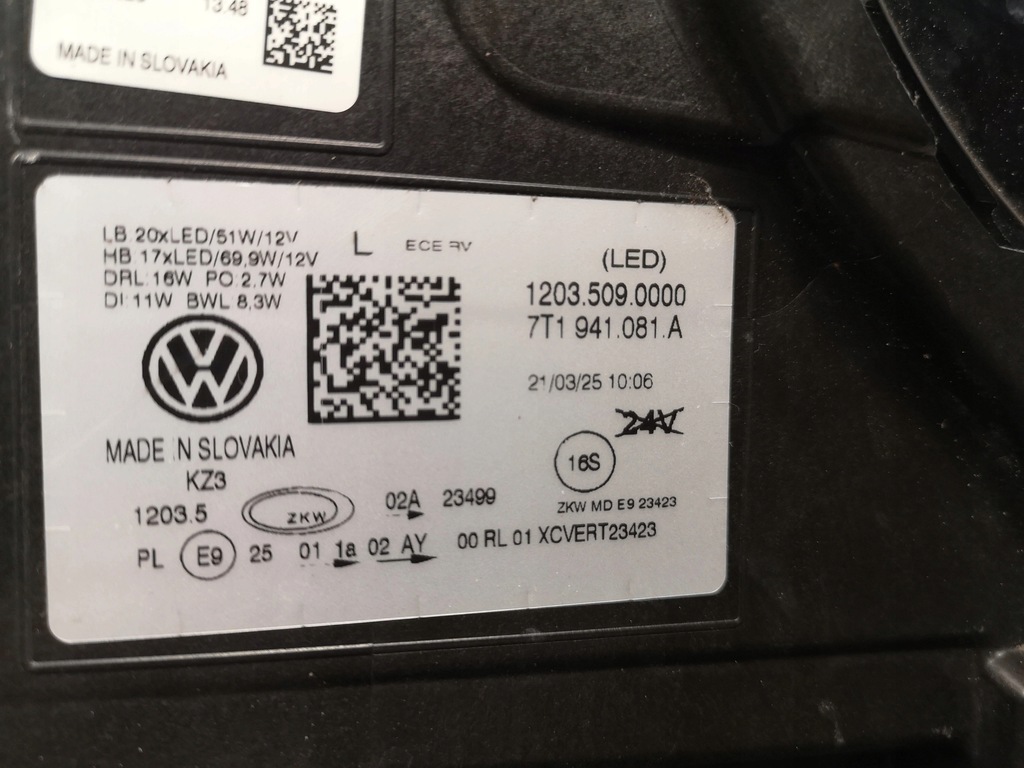 13.48
MADE IN SLOVAKIA
LB 20xLED/51W/12V
HB 17xLED/69,9W/12V
DRL:16W PO:2.7W
DI:11W BWL 8,3W
L ECE RV
(LED)
1203.509.0000
7T1 941.081.A
21/03/25 10:06
24V
16S
ZKW MD E9 23423
MADE IN SLOVAKIA
KZ3
1203.5 ZKW 02A 23499
PL E9 25 01 1a 02 AY 00 RL 01 XCVERT23423